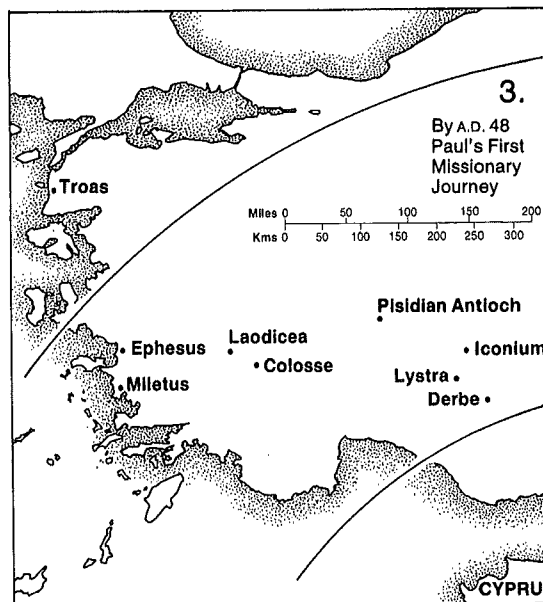 3.
By A.D. 48
Paul's First
Missionary
Journey
Miles 0 50 100 150 200
Kms 0 50 100 150 200 250 300
Troas
Pisidian Antioch
Ephesus
Laodicea
Iconium
Colosse
Lystra
Miletus
Derbe
CYPRU